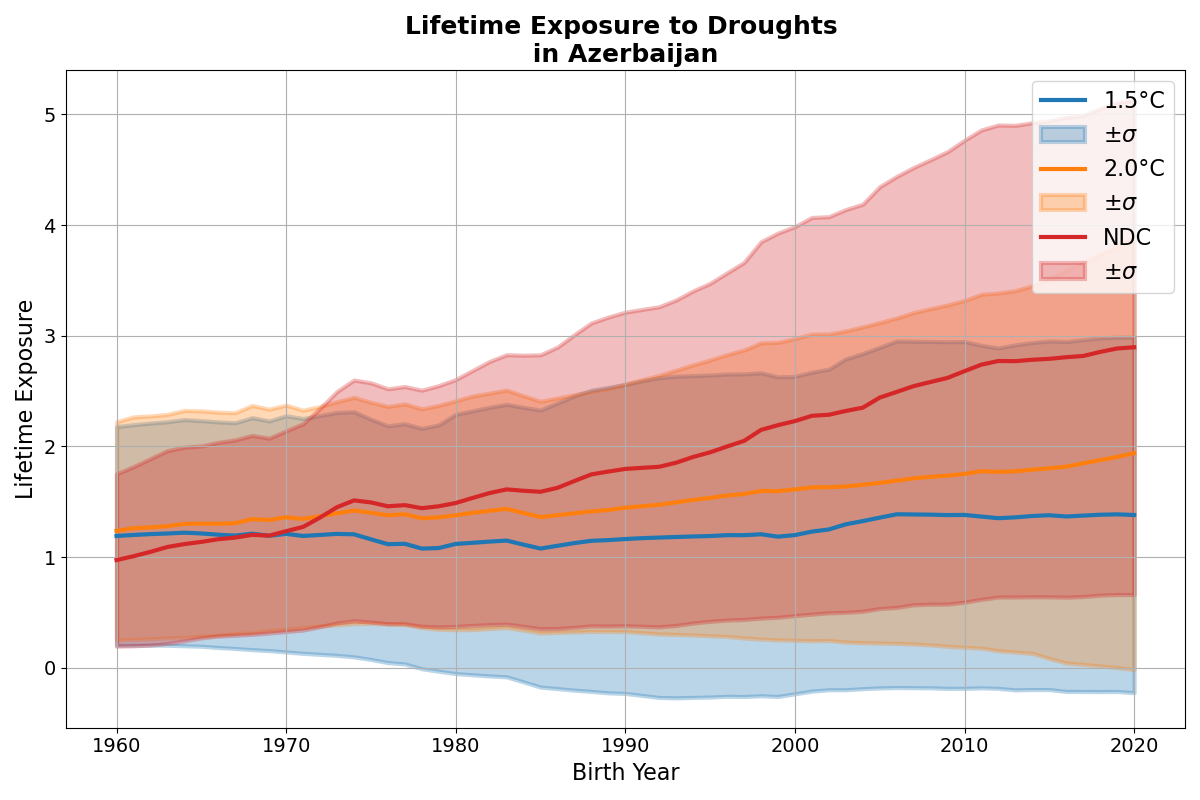 Lifetime Exposure to Droughts
in Azerbaijan
1.5°C
±σ
2.0°C
±σ
NDC
±σ
Lifetime Exposure
5
4
3
2
1
0
1960 1970 1980 1990 2000 2010 2020
Birth Year